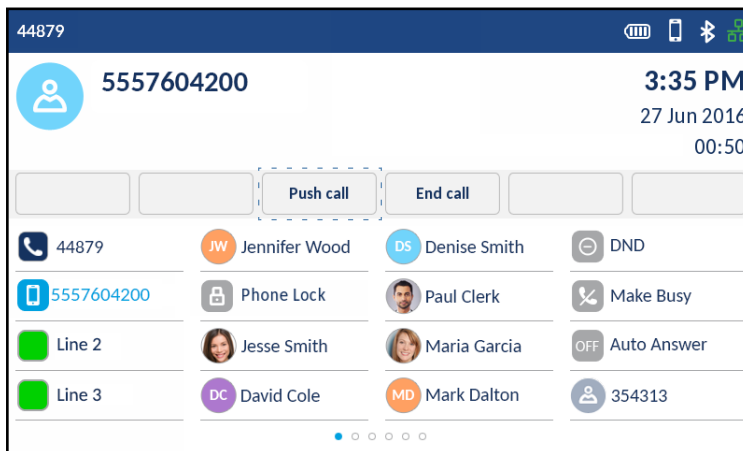 44879
5557604200
3:35 PM
27 Jun 2016
00:50
Push call
End call
44879
JW Jennifer Wood
DS Denise Smith
DND
5557604200
Phone Lock
Paul Clerk
Make Busy
Line 2
Jesse Smith
Maria Garcia
OFF Auto Answer
Line 3
DC David Cole
MD Mark Dalton
354313